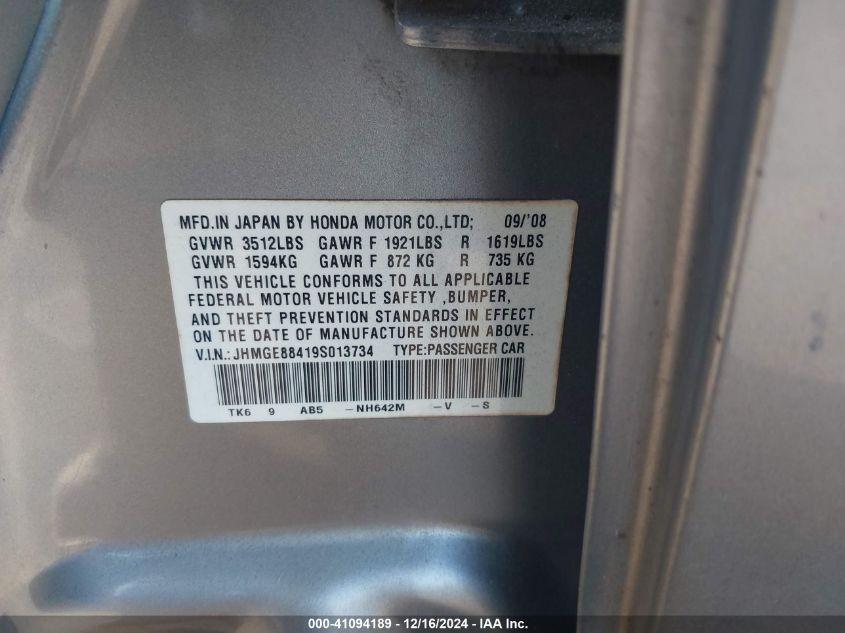 MFD.IN JAPAN BY HONDA MOTOR CO.,LTD; 09/'08
GVWR 3512LBS GAWR F 1921LBS R 1619LBS
GVWR 1594KG GAWR F 872 KG R 735 KG
THIS VEHICLE CONFORMS TO ALL APPLICABLE
FEDERAL MOTOR VEHICLE SAFETY ,BUMPER,
AND THEFT PREVENTION STANDARDS IN EFFECT
ON THE DATE OF MANUFACTURE SHOWN ABOVE.
V.I.N.: JHMGE88419S013734 TYPE:PASSENGER CAR
TK6 9 AB5 -NH642M -V -S
000-41094189 - 12/16/2024 - IAA Inc.